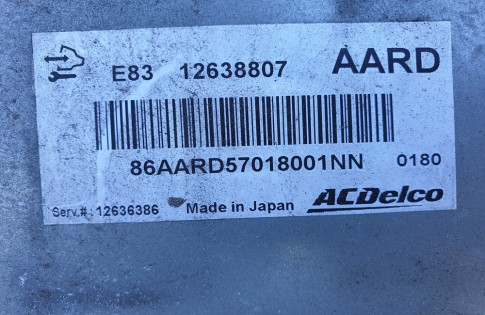 E83 12638807 AARD
86AARD57018001NN 0180
Serv.#: 12636386 Made in Japan ACDelco